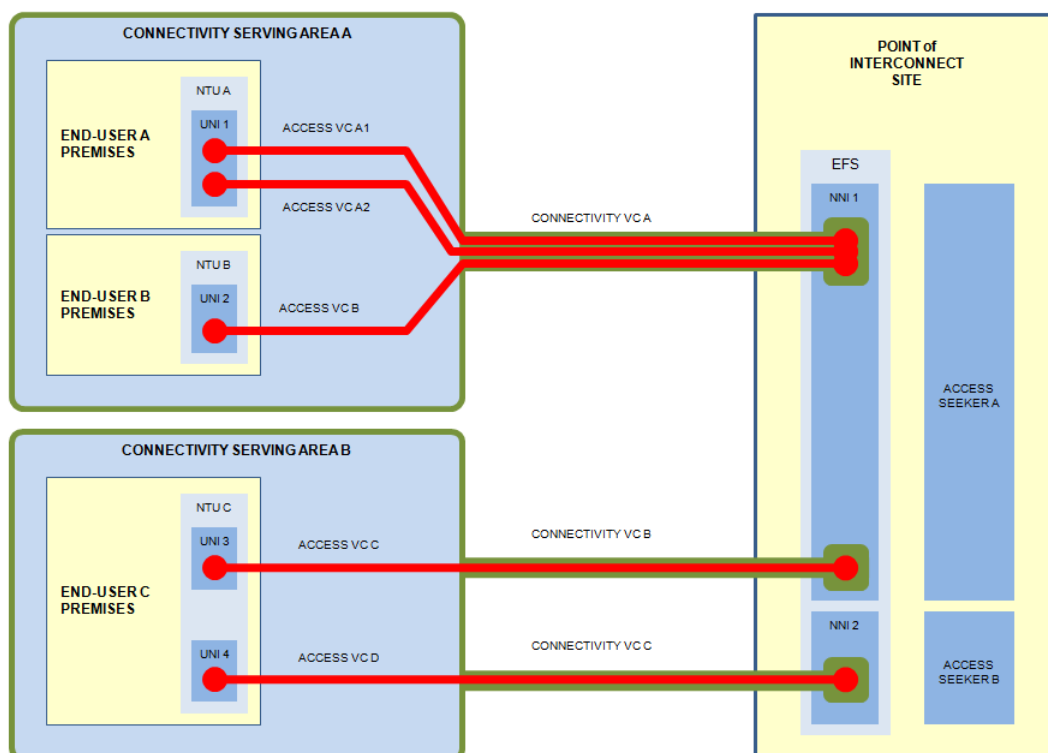 CONNECTIVITY SERVING AREA A
POINT of
INTERCONNECT
SITE
NTU A
UNI 1
END-USER A
PREMISES
ACCESS VC A1
ACCESS VC A2
CONNECTIVITY VC A
EFS
NNI 1
END-USER B
PREMISES
NTU B
UNI 2
ACCESS VC B
ACCESS
SEEKER A
CONNECTIVITY SERVING AREA B
NTU C
UNI 3
ACCESS VC C
CONNECTIVITY VC B
END-USER C
PREMISES
UNI 4
ACCESS VC D
CONNECTIVITY VC C
NNI 2
ACCESS
SEEKER B